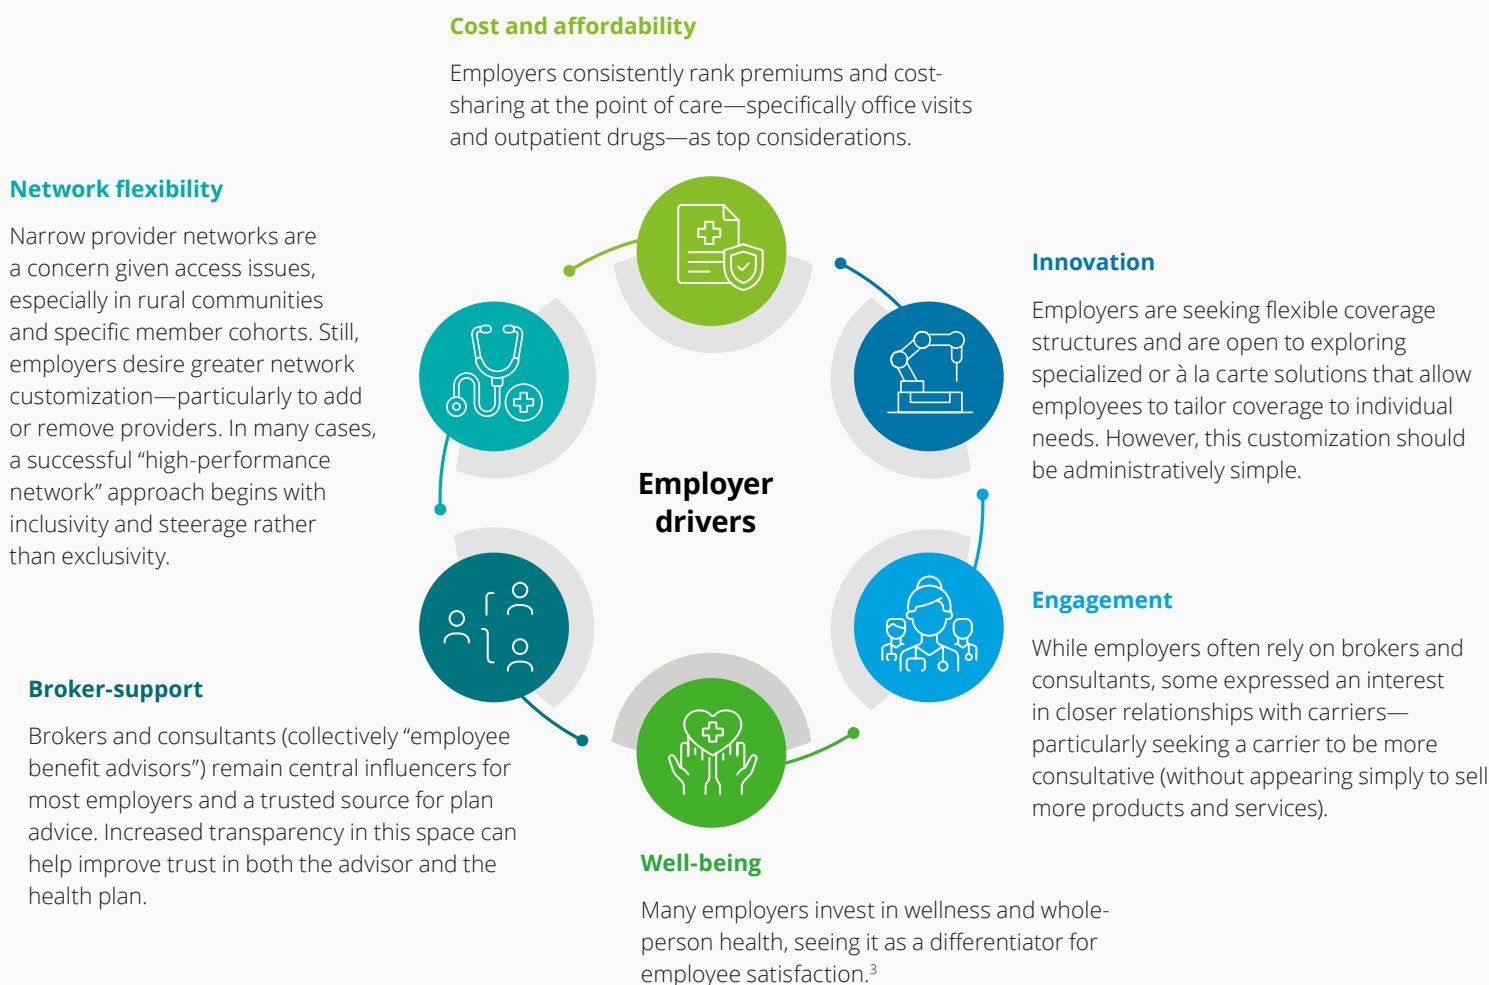 Cost and affordability
Employers consistently rank premiums and cost-
sharing at the point of care—specifically office visits
and outpatient drugs—as top considerations.
Network flexibility
Narrow provider networks are
a concern given access issues,
especially in rural communities
and specific member cohorts. Still,
employers desire greater network
customization—particularly to add
or remove providers. In many cases,
a successful “high-performance
network” approach begins with
inclusivity and steerage rather
than exclusivity.
Innovation
Employers are seeking flexible coverage
structures and are open to exploring
specialized or à la carte solutions that allow
employees to tailor coverage to individual
needs. However, this customization should
be administratively simple.
Employer
drivers
Engagement
While employers often rely on brokers and
consultants, some expressed an interest
in closer relationships with carriers—
particularly seeking a carrier to be more
consultative (without appearing simply to sell
more products and services).
Broker-support
Brokers and consultants (collectively “employee
benefit advisors”) remain central influencers for
most employers and a trusted source for plan
advice. Increased transparency in this space can
help improve trust in both the advisor and the
health plan.
Well-being
Many employers invest in wellness and whole-
person health, seeing it as a differentiator for
employee satisfaction.³